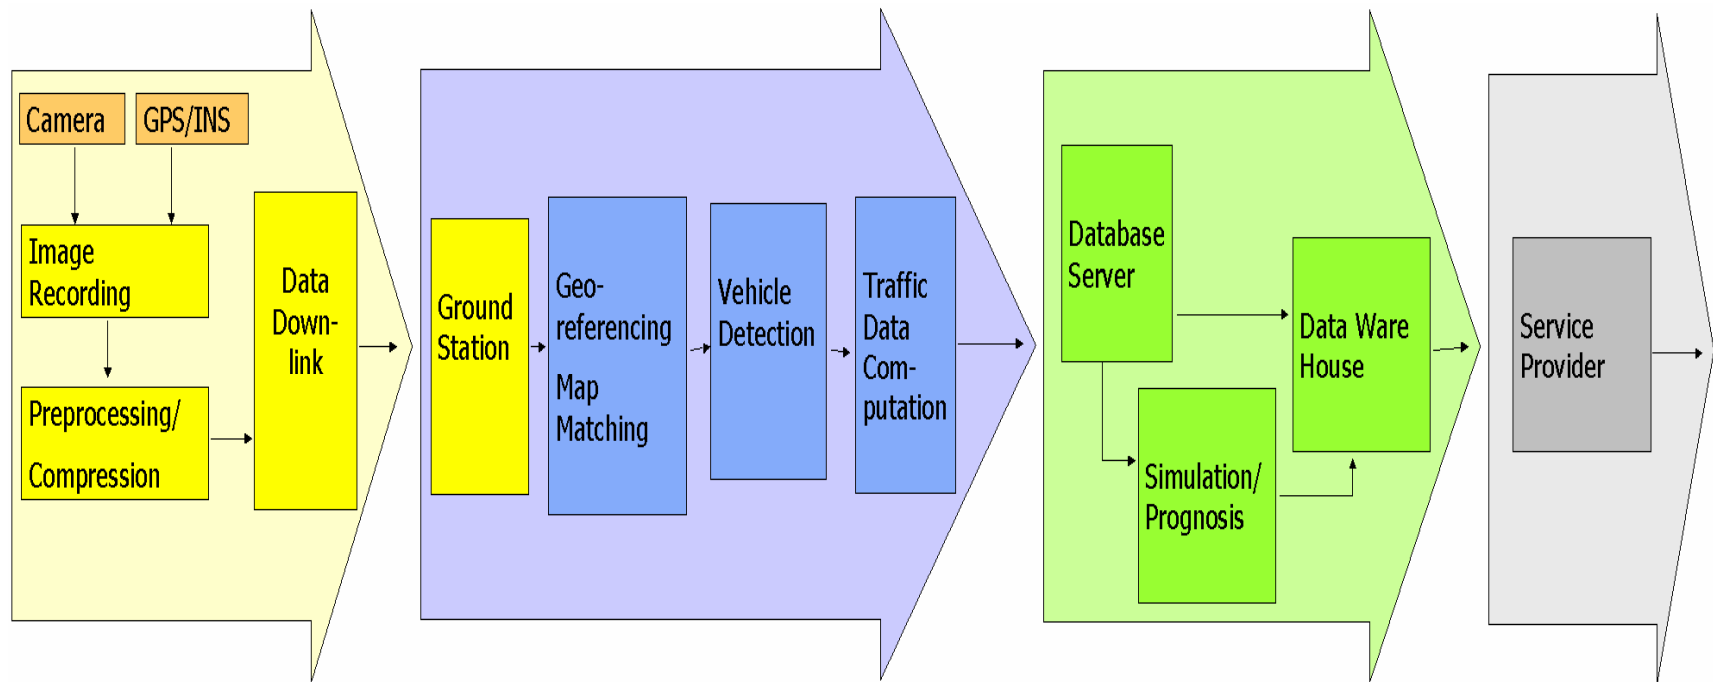 Camera
GPS/INS
Image
Recording
Preprocessing/
Compression
Data
Down-
link
Ground
Station
Geo-
referencing
Map
Matching
Vehicle
Detection
Traffic
Data
Com-
putation
Database
Server
Simulation/
Prognosis
Data Ware
House
Service
Provider